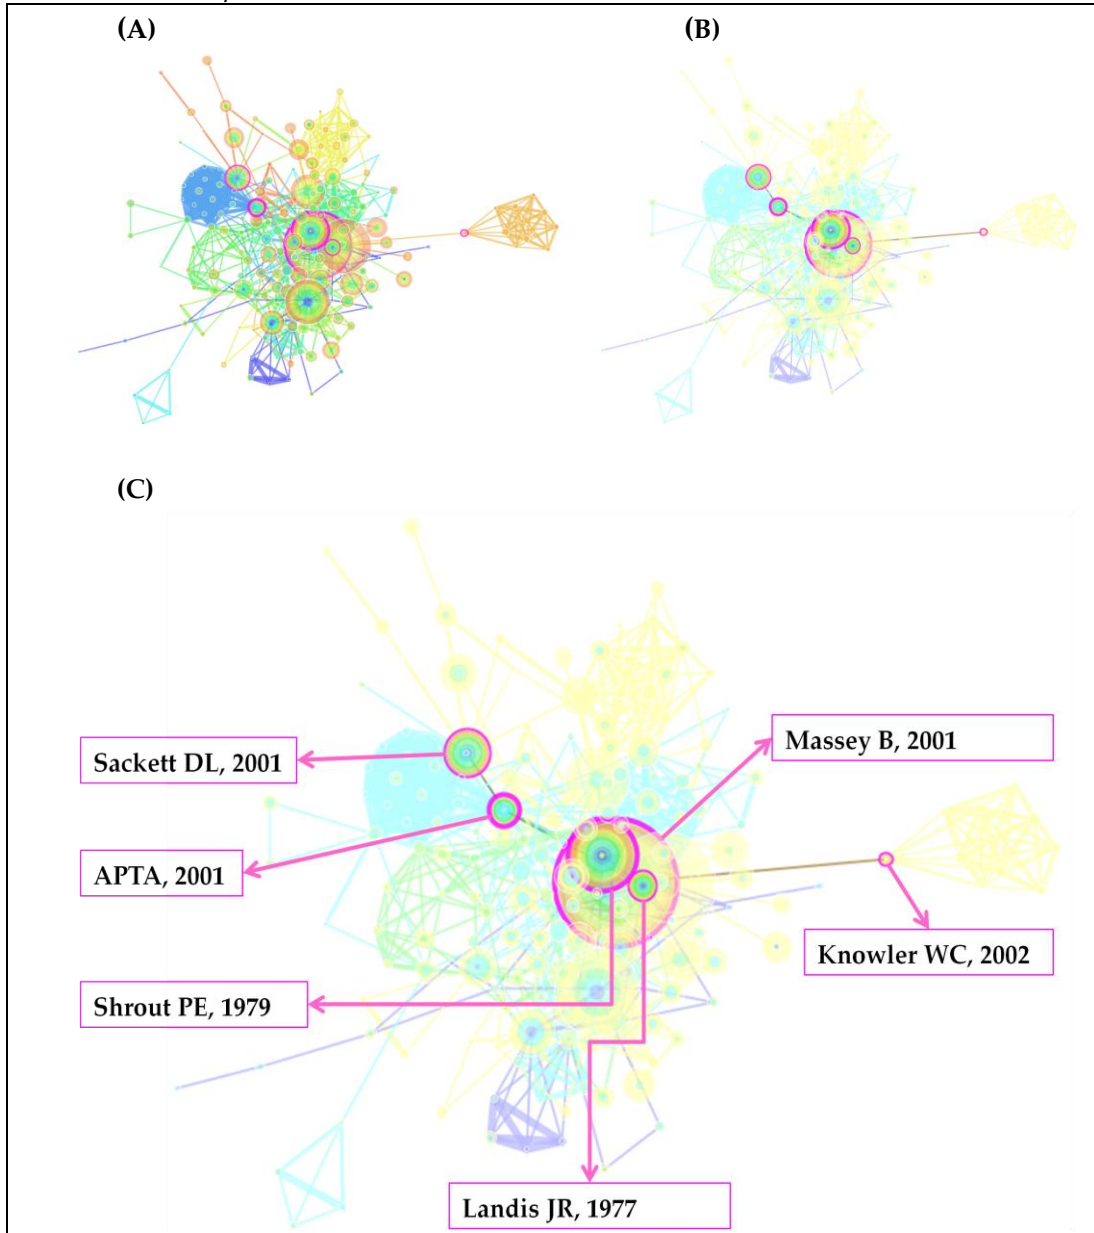 (A)
(B)
(C)
Sackett DL, 2001
Massey B, 2001
APTA, 2001
Knowler WC, 2002
Shrout PE, 1979
Landis JR, 1977